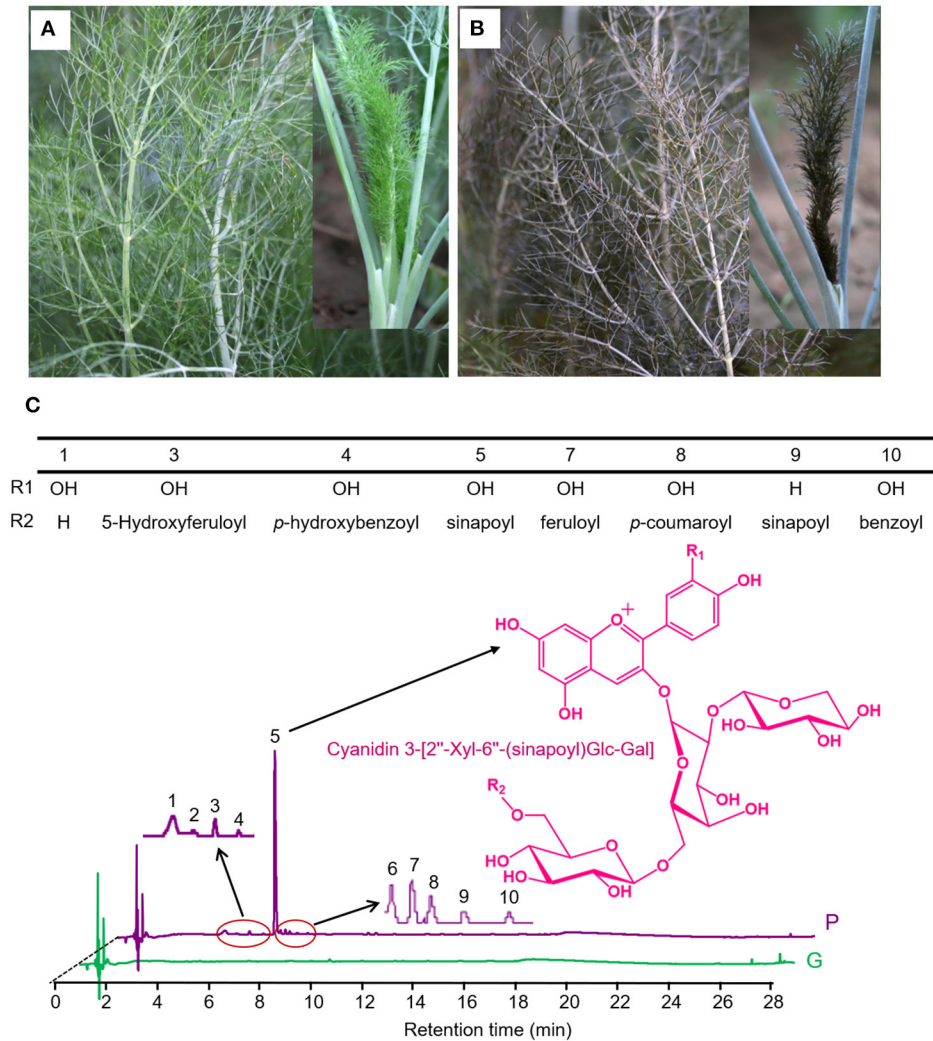 A
B
C
1 3 4 5 7 8 9 10
R1 OH OH OH OH OH OH H OH
R2 H 5-Hydroxyferuloyl p-hydroxybenzoyl sinapoyl feruloyl p-coumaroyl sinapoyl benzoyl
R1
OH
HO
O+
OH
O
O
O
HO
HO
OH
Cyanidin 3-[2"-Xyl-6"-(sinapoyl)Glc-Gal]
O
R2
OH
OH
O
HO
O
HO
OH
O
5
1 2 3 4
6 7 8 9 10
P
G
0 2 4 6 8 10 12 14 16 18 20 22 24 26 28
Retention time (min)